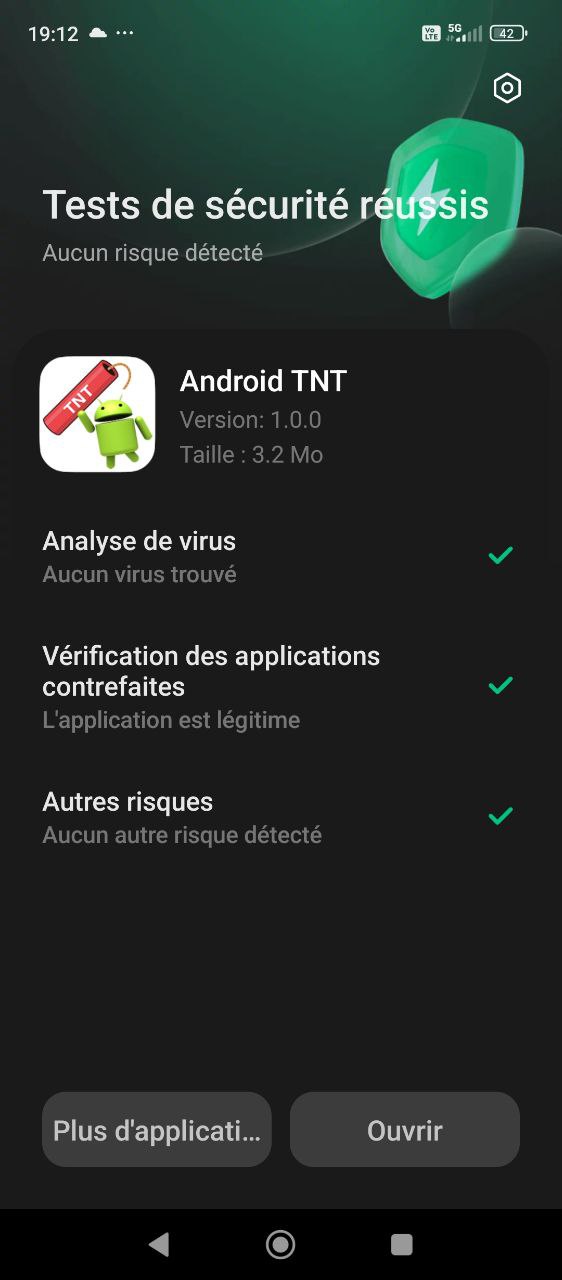 19:12
Vo LTE 5G 42
Tests de sécurité réussis
Aucun risque détecté
TNT
Android TNT
Version: 1.0.0
Taille : 3.2 Mo
Analyse de virus
Aucun virus trouvé
Vérification des applications
contrefaites
L'application est légitime
Autres risques
Aucun autre risque détecté
Plus d'applicati…
Ouvrir